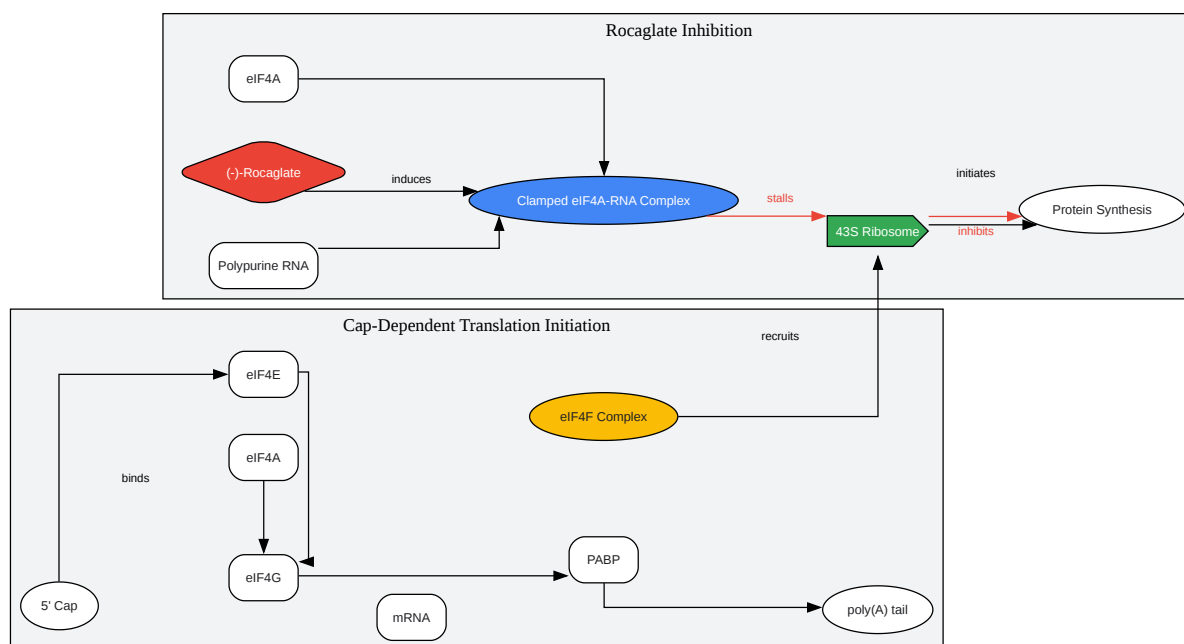 Rocaglate Inhibition
eIF4A
(-)-Rocaglate
induces
Clamped eIF4A-RNA Complex
stalls
43S Ribosome
initiates
inhibits
Protein Synthesis
Polypurine RNA
Cap-Dependent Translation Initiation
recruits
eIF4E
eIF4F Complex
eIF4A
binds
eIF4G
PABP
5' Cap
mRNA
poly(A) tail